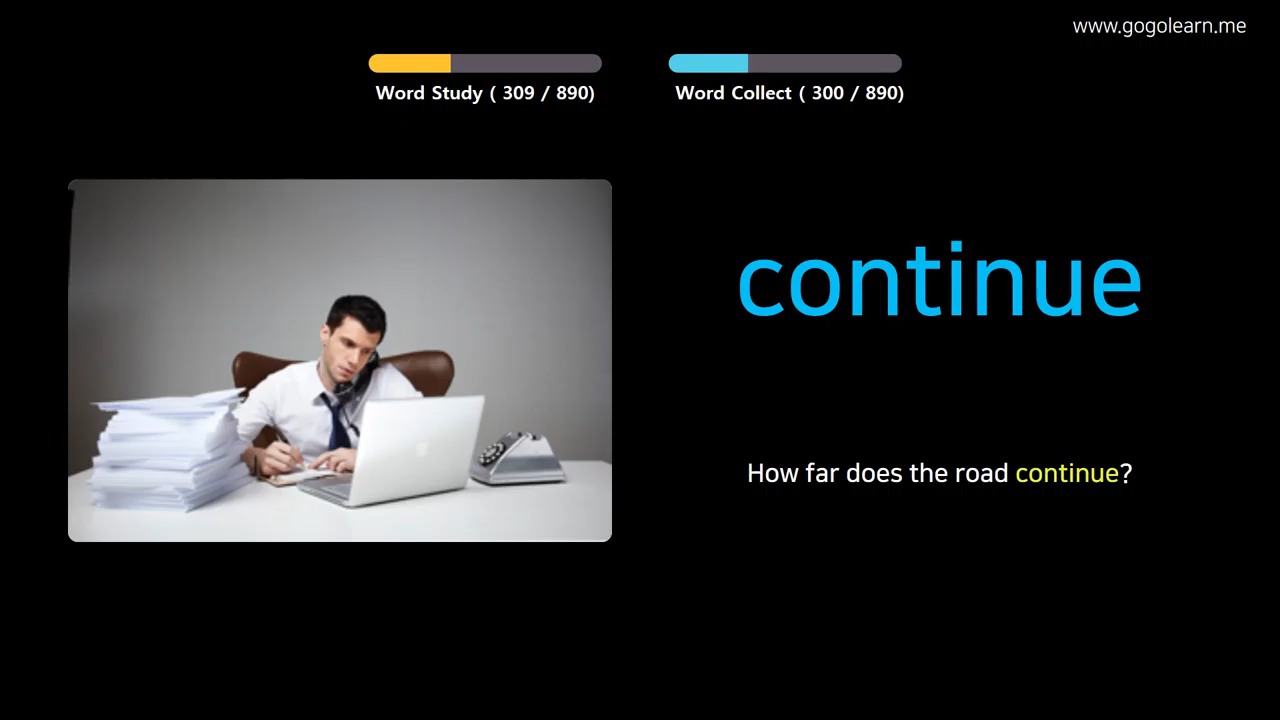 www.gogolearn.me
Word Study ( 309 / 890)
Word Collect ( 300 / 890)
continue
How far does the road continue?